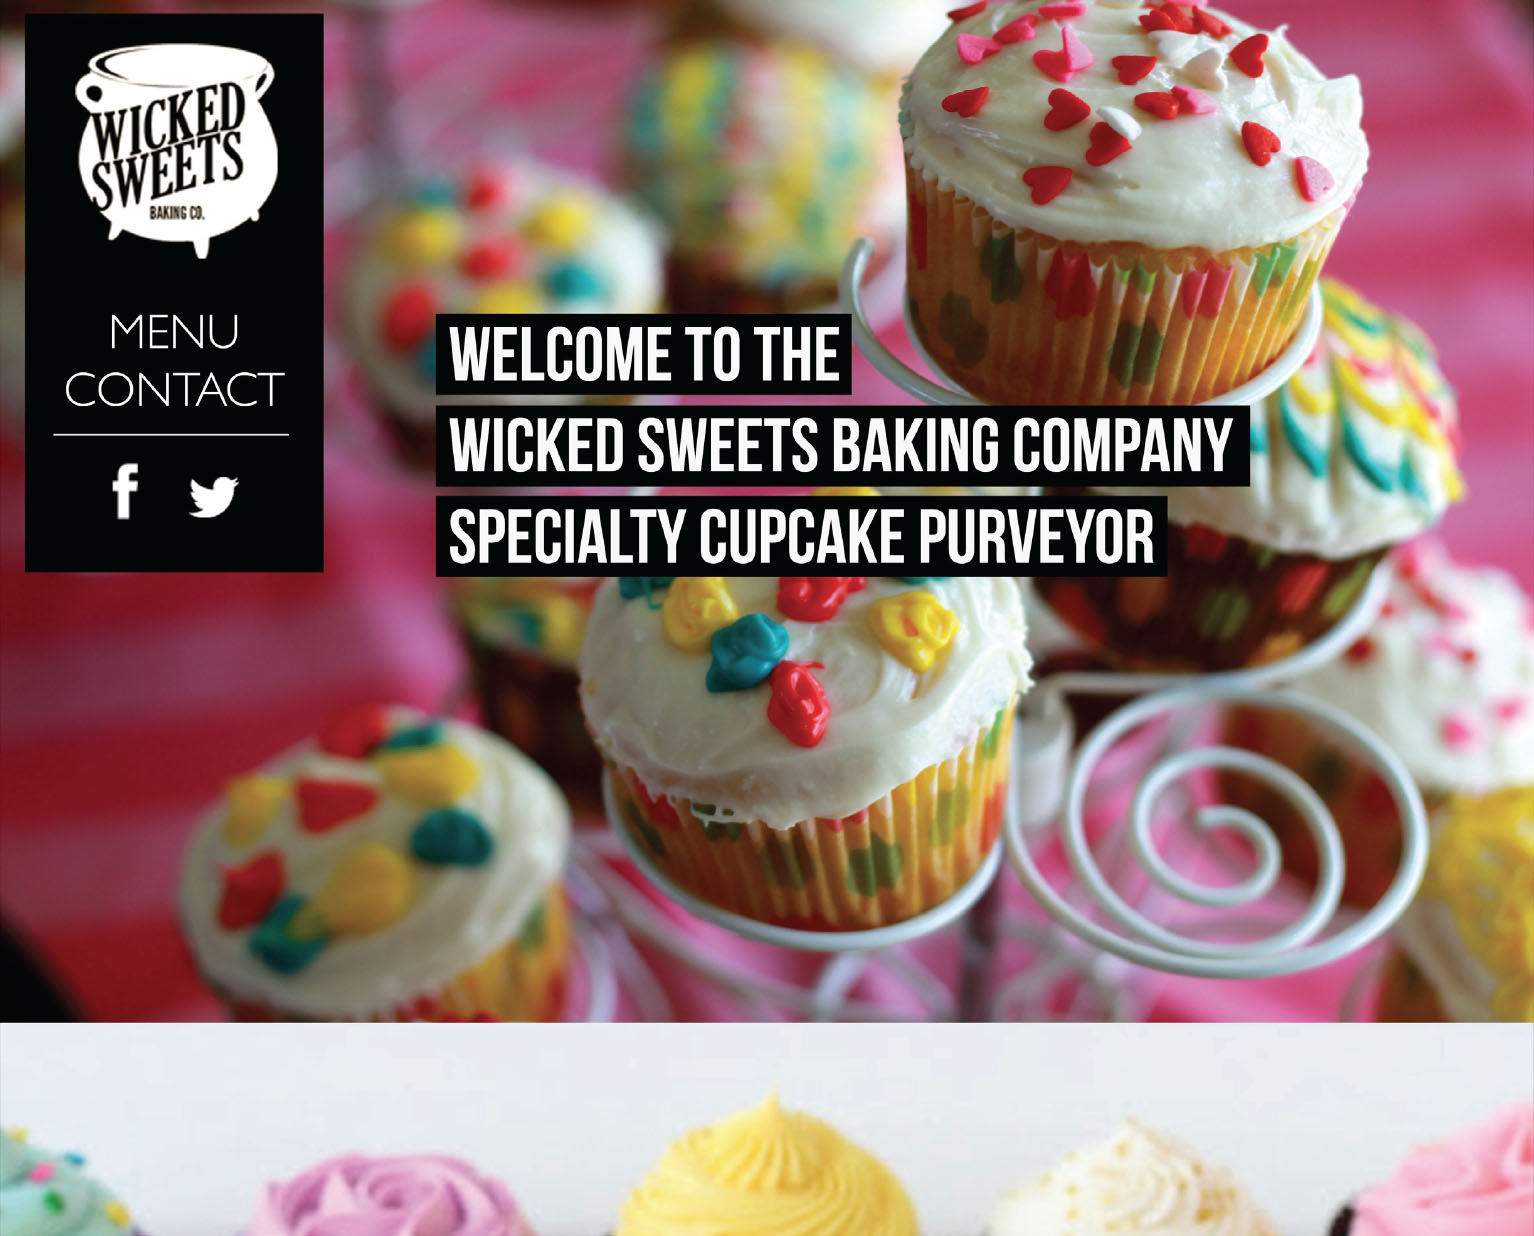 WICKED
SWEETS
BAKING CO.
MENU
CONTACT
WELCOME TO THE
WICKED SWEETS BAKING COMPANY
SPECIALTY CUPCAKE PURVEYOR